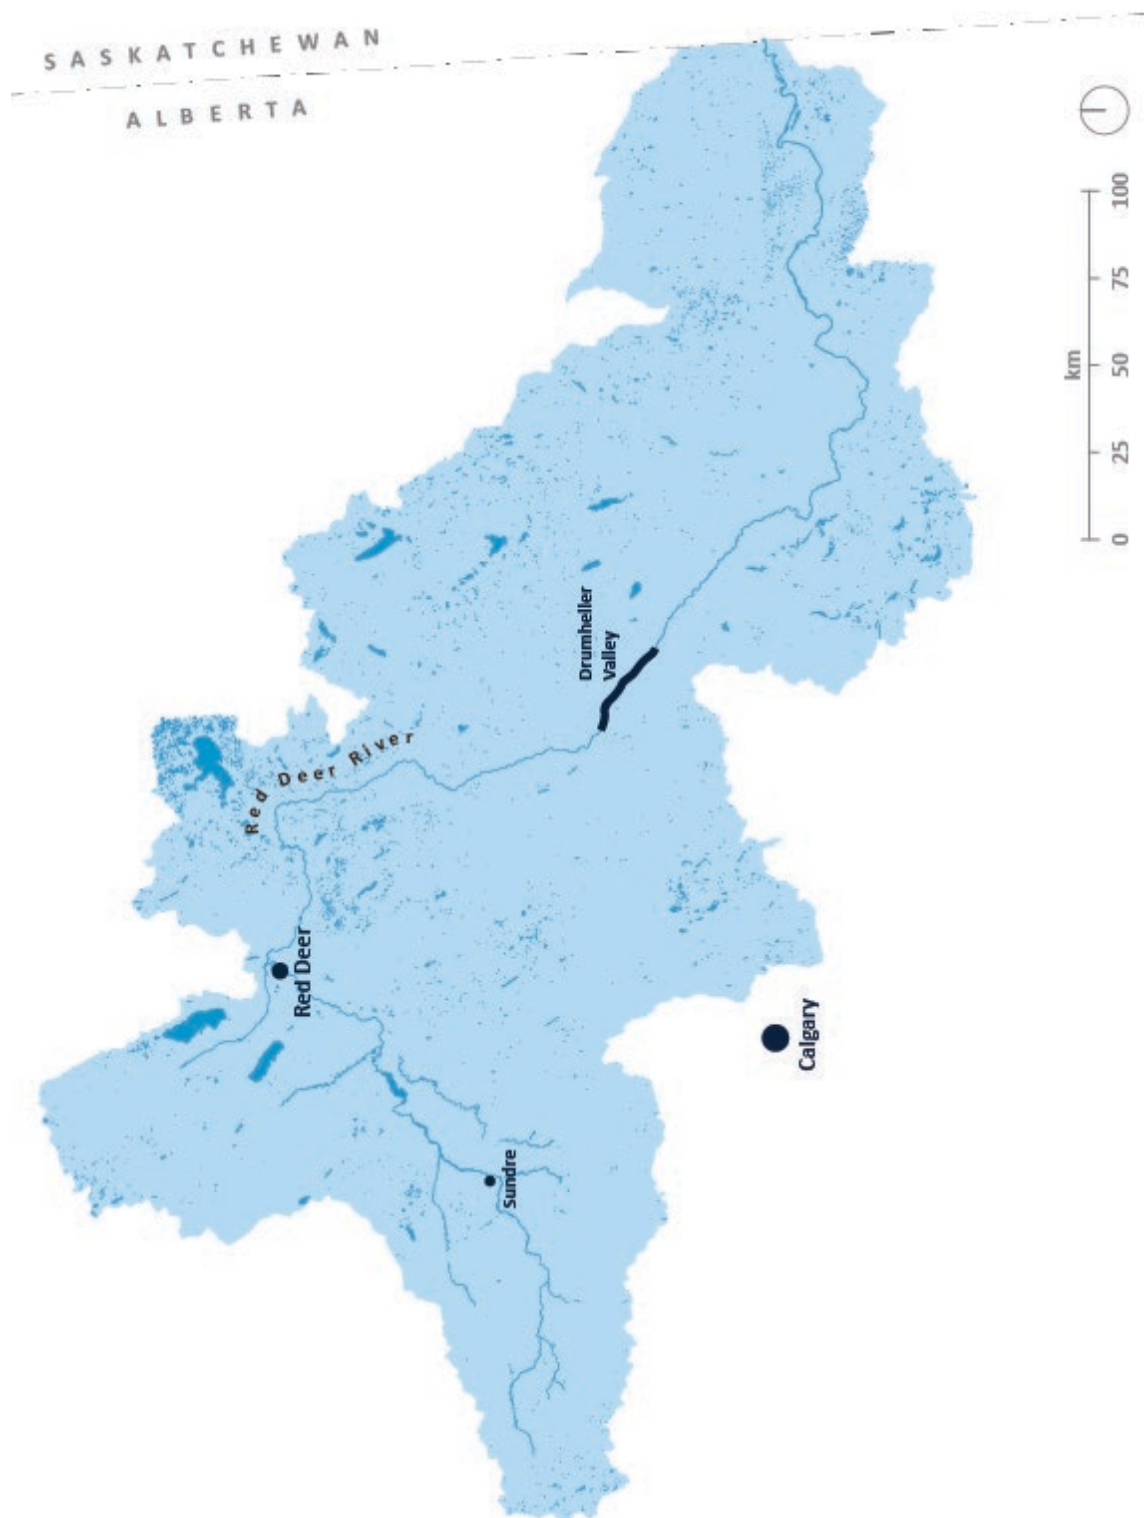 SASKATCHEWAN
ALBERTA
Red Deer River
Drumheller
Valley
Red Deer
Sundre
Calgary
km
0 25 50 75 100